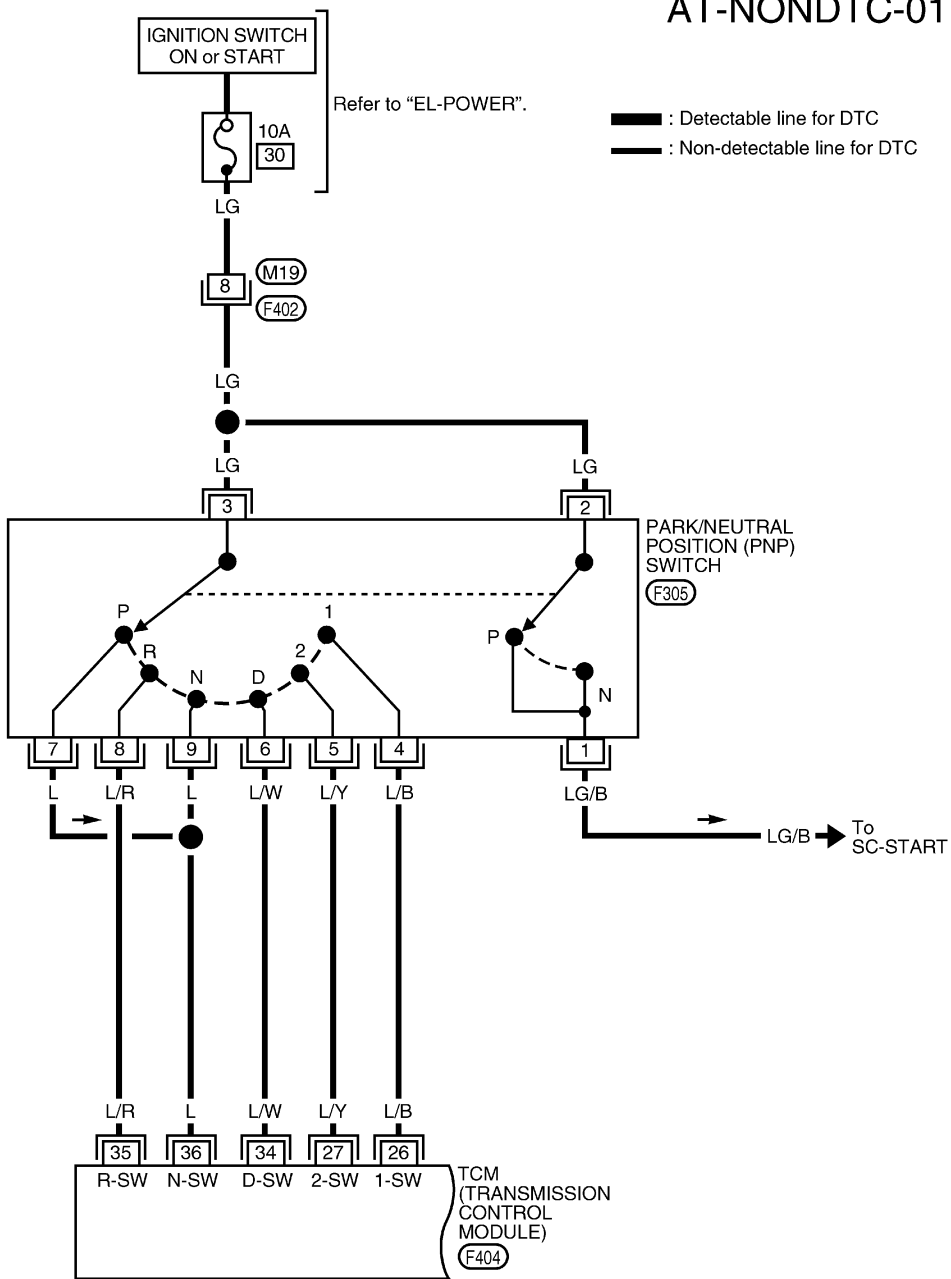 AT-NONDTC-01
IGNITION SWITCH
ON or START
Refer to “EL-POWER”.
10A
30
: Detectable line for DTC
: Non-detectable line for DTC
LG
8
M19
F402
LG
LG
LG
3
2
PARK/NEUTRAL
POSITION (PNP)
SWITCH
F305
P
R
N
D
2
1
P
N
7
8
9
6
5
4
1
L
L/R
L
L/W
L/Y
L/B
LG/B
LG/B
To
SC-START
L/R
L
L/W
L/Y
L/B
35
36
34
27
26
R-SW
N-SW
D-SW
2-SW
1-SW
TCM
(TRANSMISSION
CONTROL
MODULE)
F404